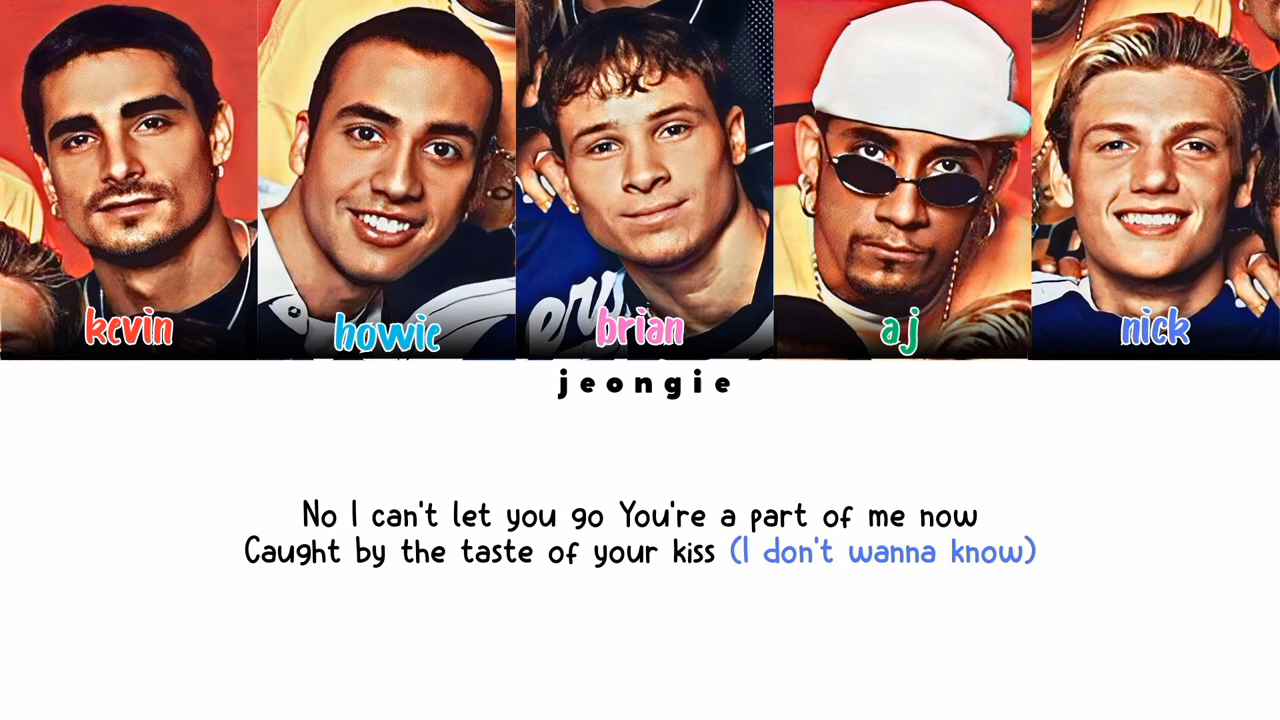 kevin howie brian aj nick
ers
jeongie
No I can't let you go You're a part of me now
Caught by the taste of your kiss (I don't wanna know)